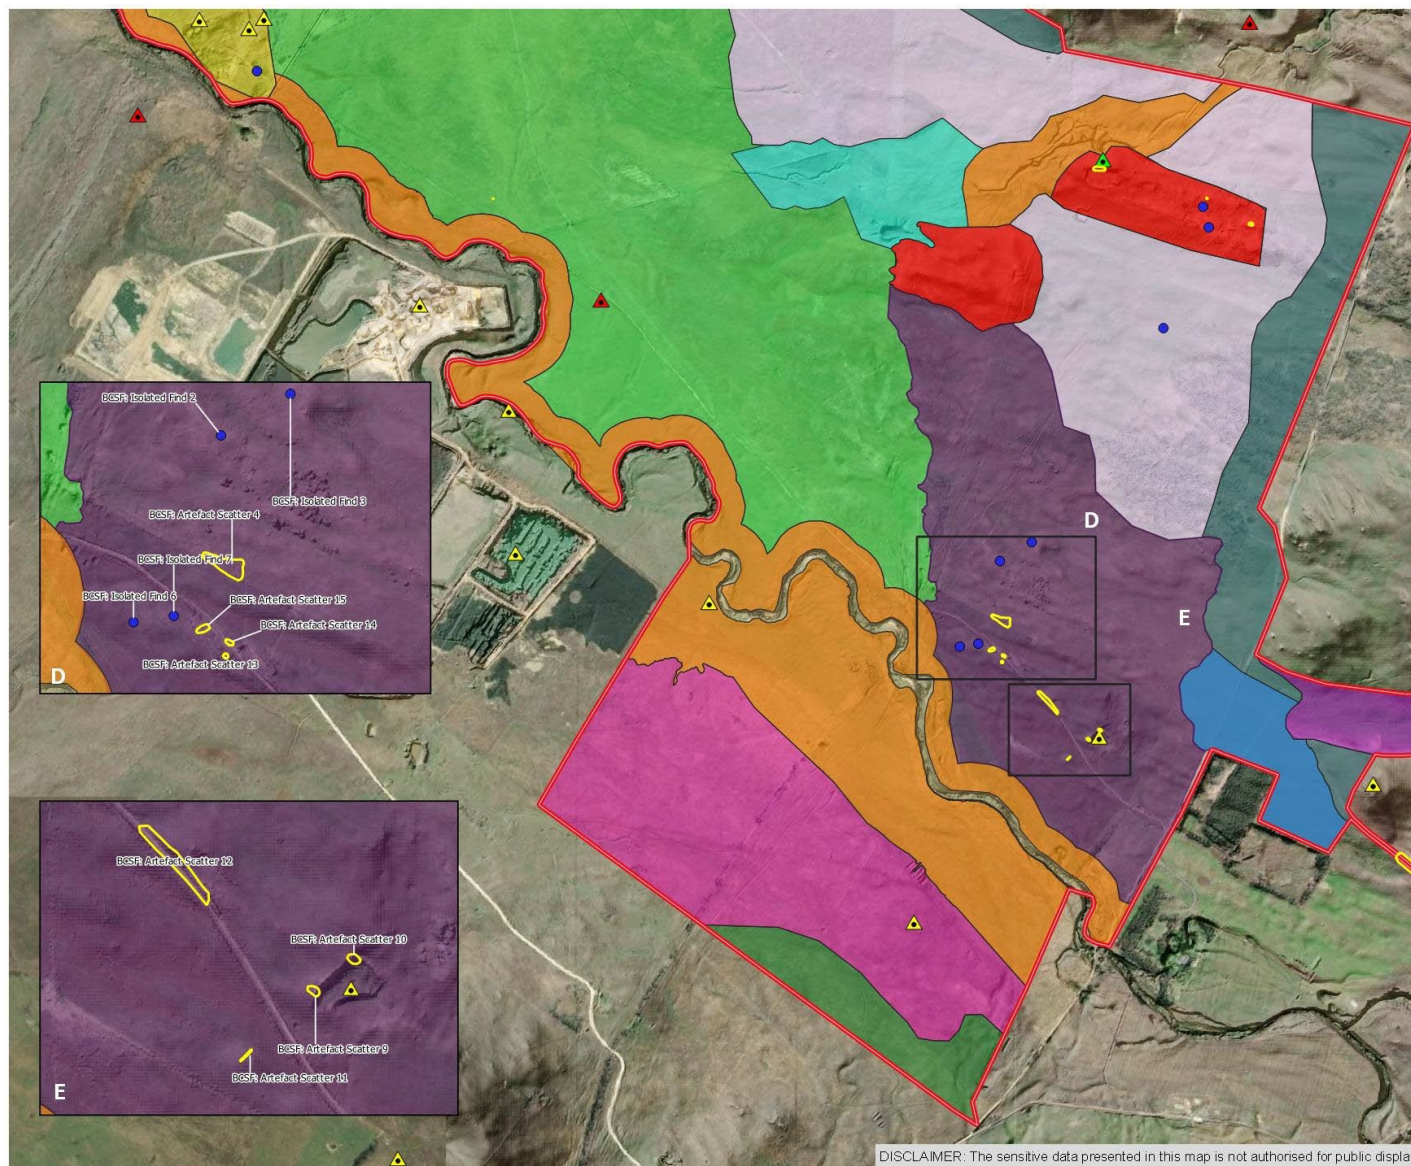 BCSF: Isolated Find 2
BCSF: Isolated Find 3
BCSF: Artefact Scatter 4
BCSF: Isolated Find 7
BCSF: Isolated Find 6
BCSF: Artefact Scatter 15
BCSF: Artefact Scatter 14
BCSF: Artefact Scatter 13
D
D
E
BCSF: Artefact Scatter 12
BCSF: Artefact Scatter 10
BCSF: Artefact Scatter 9
BCSF: Artefact Scatter 11
E
DISCLAIMER: The sensitive data presented in this map is not authorised for public displa